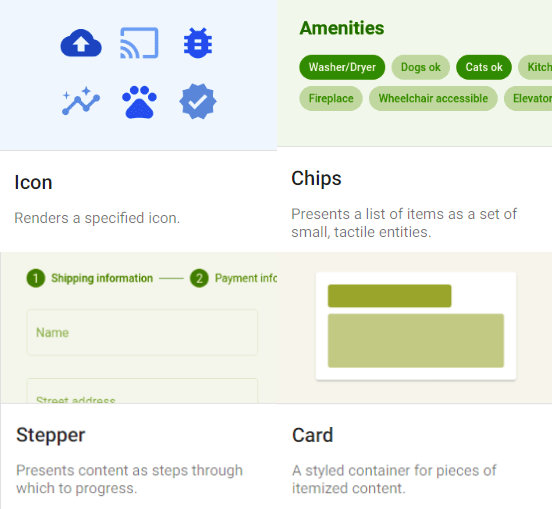 Amenities
Washer/Dryer Dogs ok Cats ok
Fireplace Wheelchair accessible Elevator
Icon
Renders a specified icon.
Chips
Presents a list of items as a set of
small, tactile entities.
1 Shipping information 2 Payment info
Name
Street address
Stepper
Presents content as steps through
which to progress.
Card
A styled container for pieces of
itemized content.